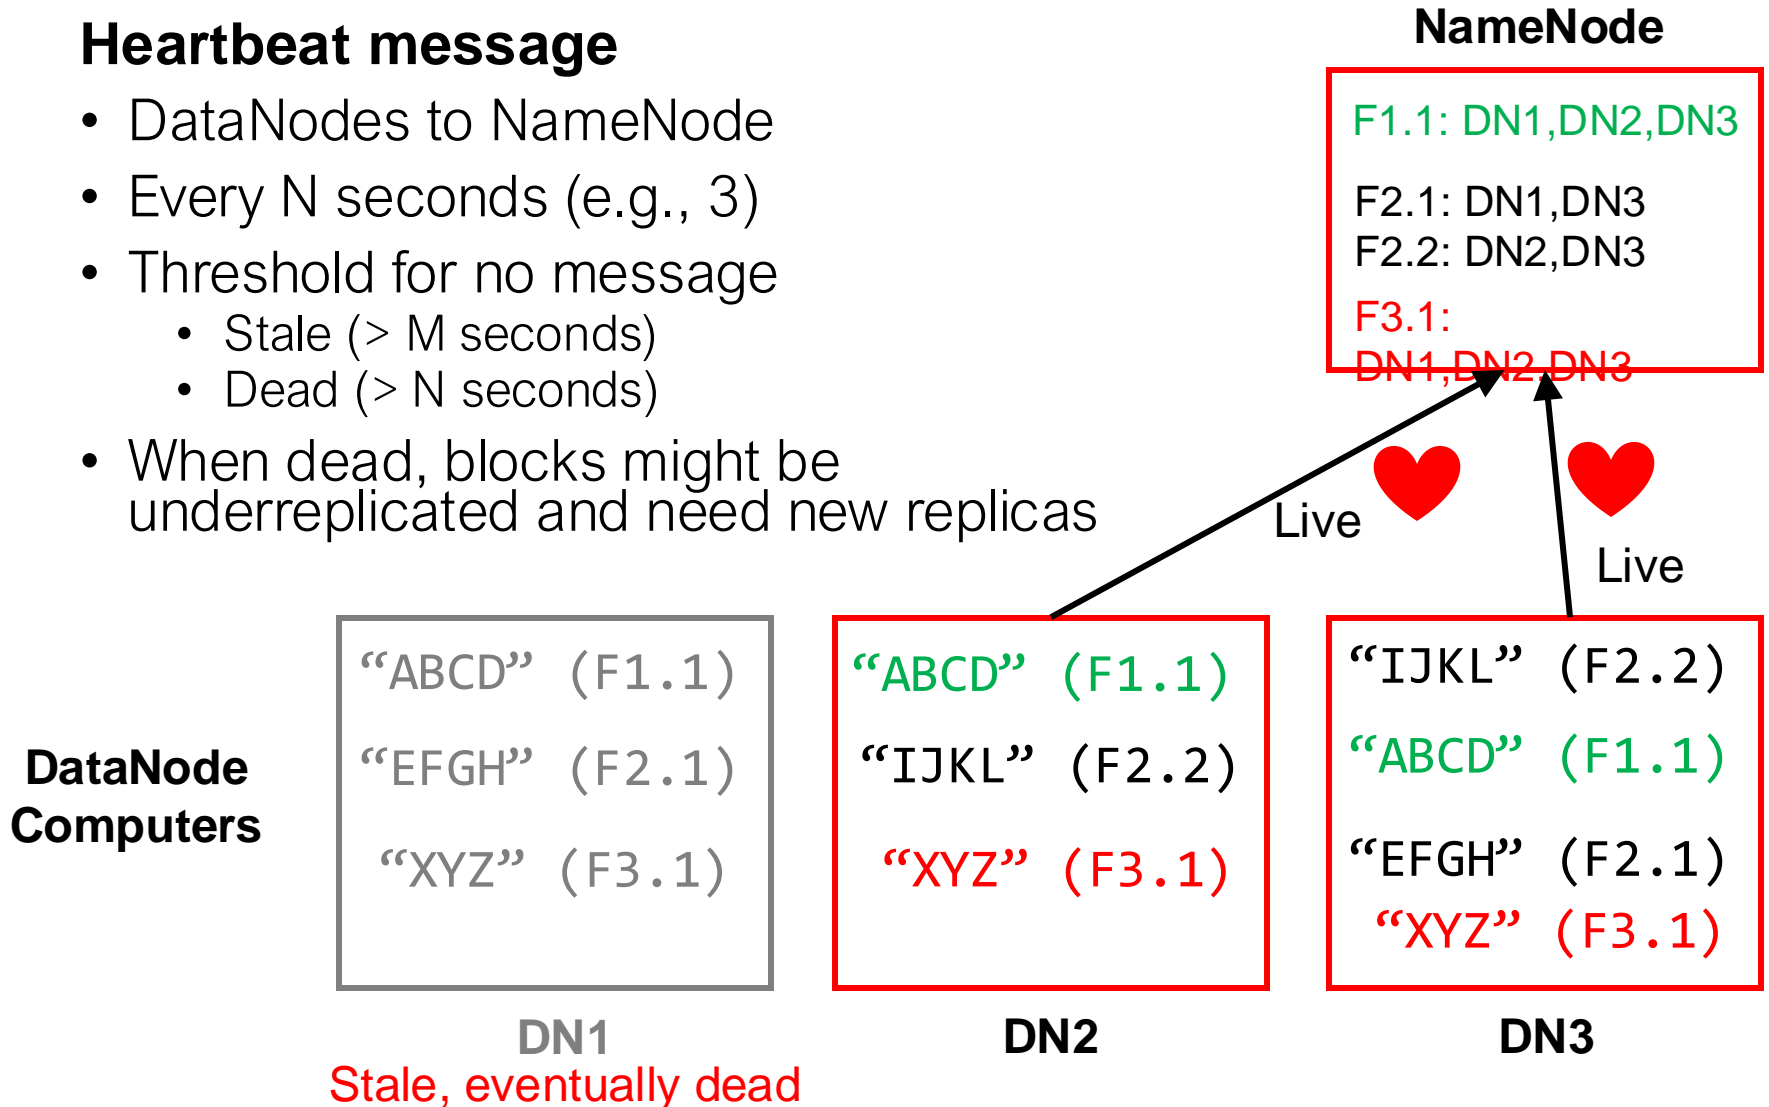 Heartbeat message
• DataNodes to NameNode
• Every N seconds (e.g., 3)
• Threshold for no message
• Stale (> M seconds)
• Dead (> N seconds)
• When dead, blocks might be
underreplicated and need new replicas
NameNode
F1.1: DN1,DN2,DN3
F2.1: DN1,DN3
F2.2: DN2,DN3
F3.1:
DN1,DN2,DN3
Live
Live
DataNode
Computers
“ABCD” (F1.1)
“EFGH” (F2.1)
“XYZ” (F3.1)
DN1
Stale, eventually dead
“ABCD” (F1.1)
“IJKL” (F2.2)
“XYZ” (F3.1)
DN2
“IJKL” (F2.2)
“ABCD” (F1.1)
“EFGH” (F2.1)
“XYZ” (F3.1)
DN3